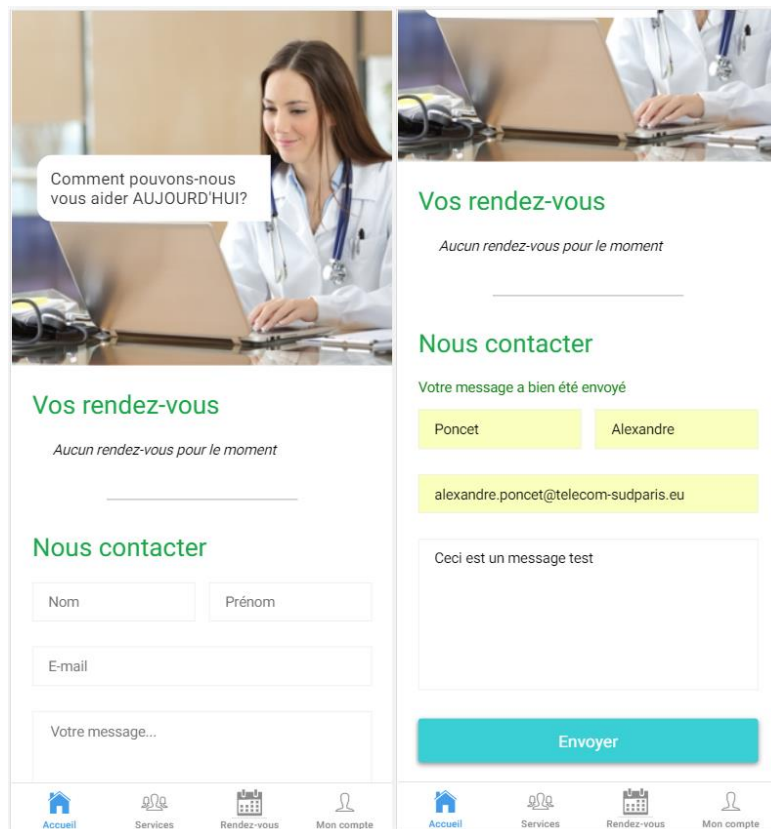 Comment pouvons-nous
vous aider AUJOURD'HUI?
Vos rendez-vous
Aucun rendez-vous pour le moment
Nous contacter
Nom
Prénom
E-mail
Votre message...
Accueil
Services
Rendez-vous
Mon compte
Vos rendez-vous
Aucun rendez-vous pour le moment
Nous contacter
Votre message a bien été envoyé
Poncet
Alexandre
alexandre.poncet@telecom-sudparis.eu
Ceci est un message test
Envoyer
Accueil
Services
Rendez-vous
Mon compte